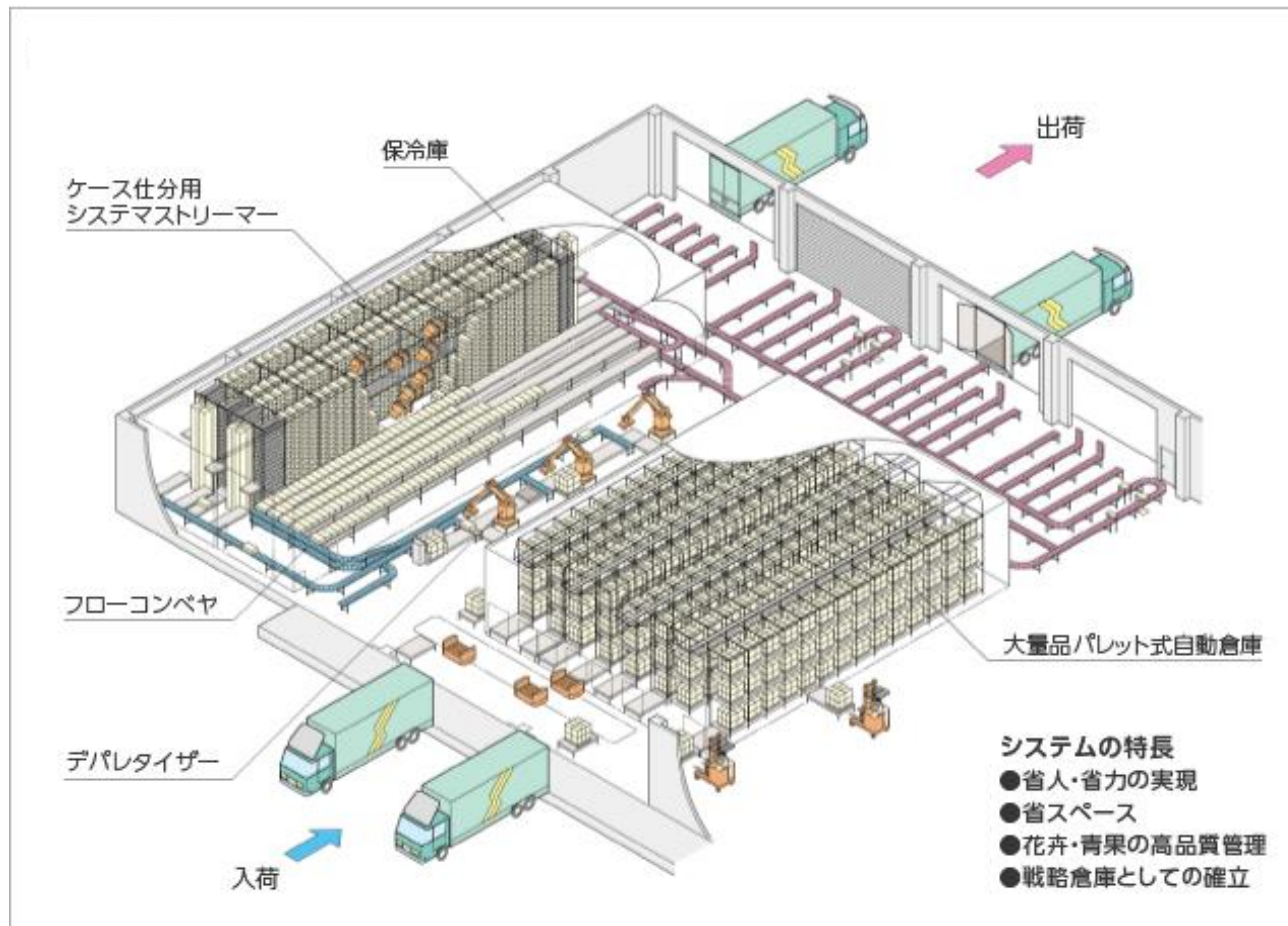 出荷
保冷庫
ケース仕分用
システマストリーマー
フローコンベヤ
大量品パレット式自動倉庫
デパレタイザー
入荷
システムの特長
●省人・省力の実現
●省スペース
●花卉・青果の高品質管理
●戦略倉庫としての確立